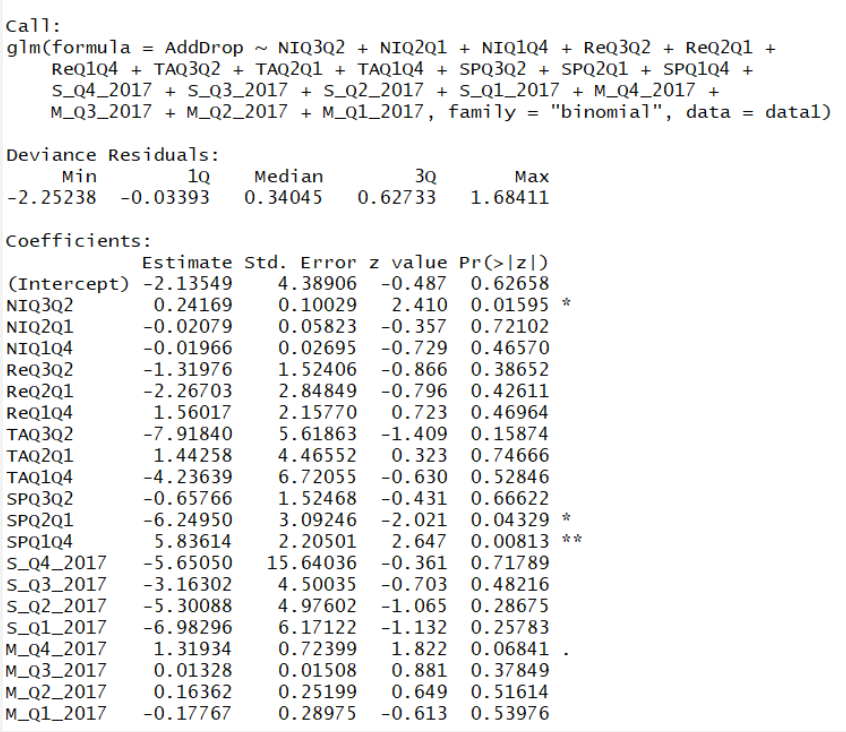 Call:
glm(formula = AddDrop ~ NIQ3Q2 + NIQ2Q1 + NIQ1Q4 + ReQ3Q2 + ReQ2Q1 +
    ReQ1Q4 + TAQ3Q2 + TAQ2Q1 + TAQ1Q4 + SPQ3Q2 + SPQ2Q1 + SPQ1Q4 +
    S_Q4_2017 + S_Q3_2017 + S_Q2_2017 + S_Q1_2017 + M_Q4_2017 +
    M_Q3_2017 + M_Q2_2017 + M_Q1_2017, family = "binomial", data = data1)
Deviance Residuals:
     Min        1Q    Median        3Q       Max
-2.25238  -0.03393   0.34045   0.62733   1.68411
Coefficients:
            Estimate Std. Error z value Pr(>|z|)
(Intercept) -2.13549    4.38906  -0.487  0.62658
NIQ3Q2       0.24169    0.10029   2.410  0.01595 *
NIQ2Q1      -0.02079    0.05823  -0.357  0.72102
NIQ1Q4      -0.01966    0.02695  -0.729  0.46570
ReQ3Q2      -1.31976    1.52406  -0.866  0.38652
ReQ2Q1      -2.26703    2.84849  -0.796  0.42611
ReQ1Q4       1.56017    2.15770   0.723  0.46964
TAQ3Q2      -7.91840    5.61863  -1.409  0.15874
TAQ2Q1       1.44258    4.46552   0.323  0.74666
TAQ1Q4      -4.23639    6.72055  -0.630  0.52846
SPQ3Q2      -0.65766    1.52468  -0.431  0.66622
SPQ2Q1      -6.24950    3.09246  -2.021  0.04329 *
SPQ1Q4       5.83614    2.20501   2.647  0.00813 **
S_Q4_2017   -5.65050   15.64036  -0.361  0.71789
S_Q3_2017   -3.16302    4.50035  -0.703  0.48216
S_Q2_2017   -5.30088    4.97602  -1.065  0.28675
S_Q1_2017   -6.98296    6.17122  -1.132  0.25783
M_Q4_2017    1.31934    0.72399   1.822  0.06841 .
M_Q3_2017    0.01328    0.01508   0.881  0.37849
M_Q2_2017    0.16362    0.25199   0.649  0.51614
M_Q1_2017   -0.17767    0.28975  -0.613  0.53976